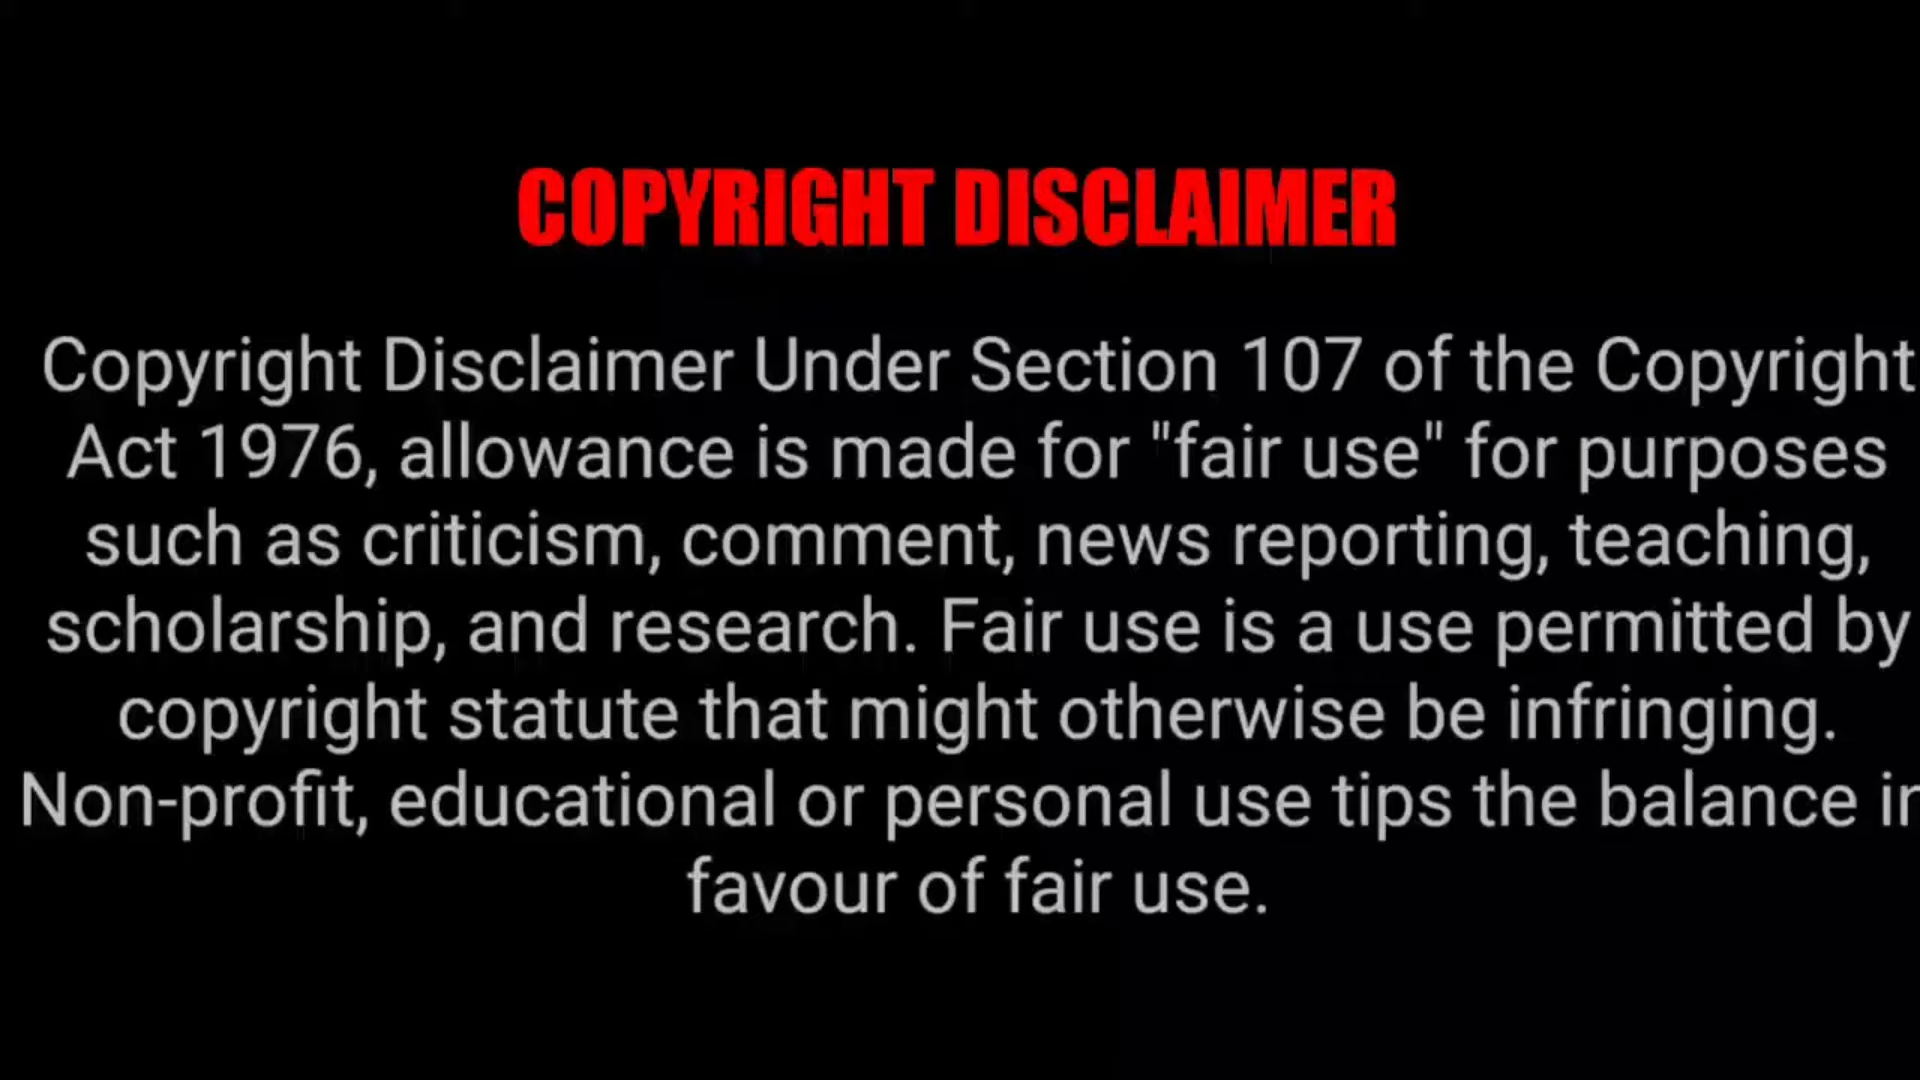 COPYRIGHT DISCLAIMER
Copyright Disclaimer Under Section 107 of the Copyright
Act 1976, allowance is made for "fair use" for purposes
such as criticism, comment, news reporting, teaching,
scholarship, and research. Fair use is a use permitted by
copyright statute that might otherwise be infringing.
Non-profit, educational or personal use tips the balance in
favour of fair use.